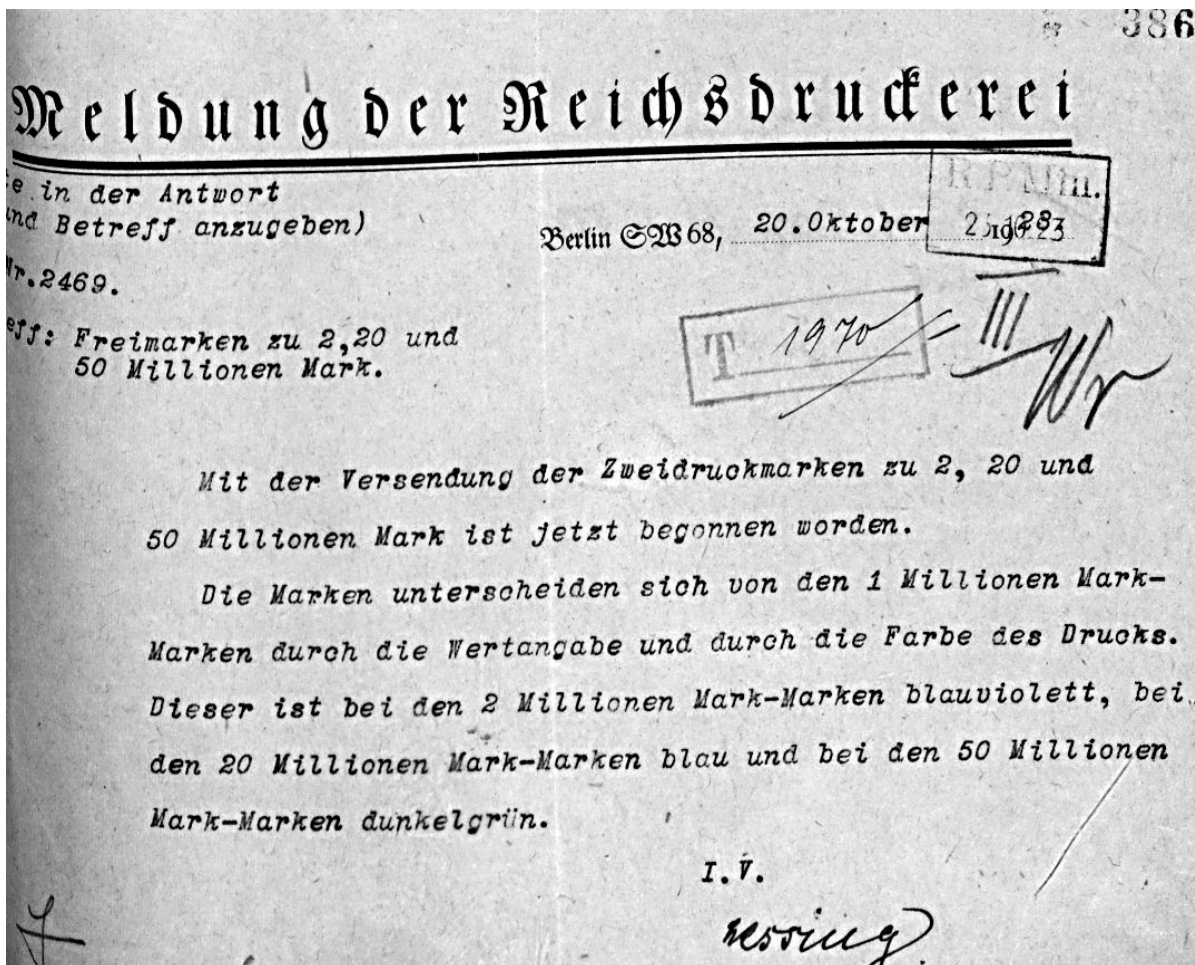 386
Meldung der Reichsdruckerei
e in der Antwort
und Betreff anzugeben)
Berlin SW 68, 20.Oktober
R.P.Min.
Nr.2469.
eff: Freimarken zu 2,20 und
50 Millionen Mark.
T 1970
III
Mit der Versendung der Zweidruckmarken zu 2, 20 und
50 Millionen Mark ist jetzt begonnen worden.
Die Marken unterscheiden sich von den 1 Millionen Mark-
Marken durch die Wertangabe und durch die Farbe des Drucks.
Dieser ist bei den 2 Millionen Mark-Marken blauviolett, bei
den 20 Millionen Mark-Marken blau und bei den 50 Millionen
Mark-Marken dunkelgrün.
I.V.